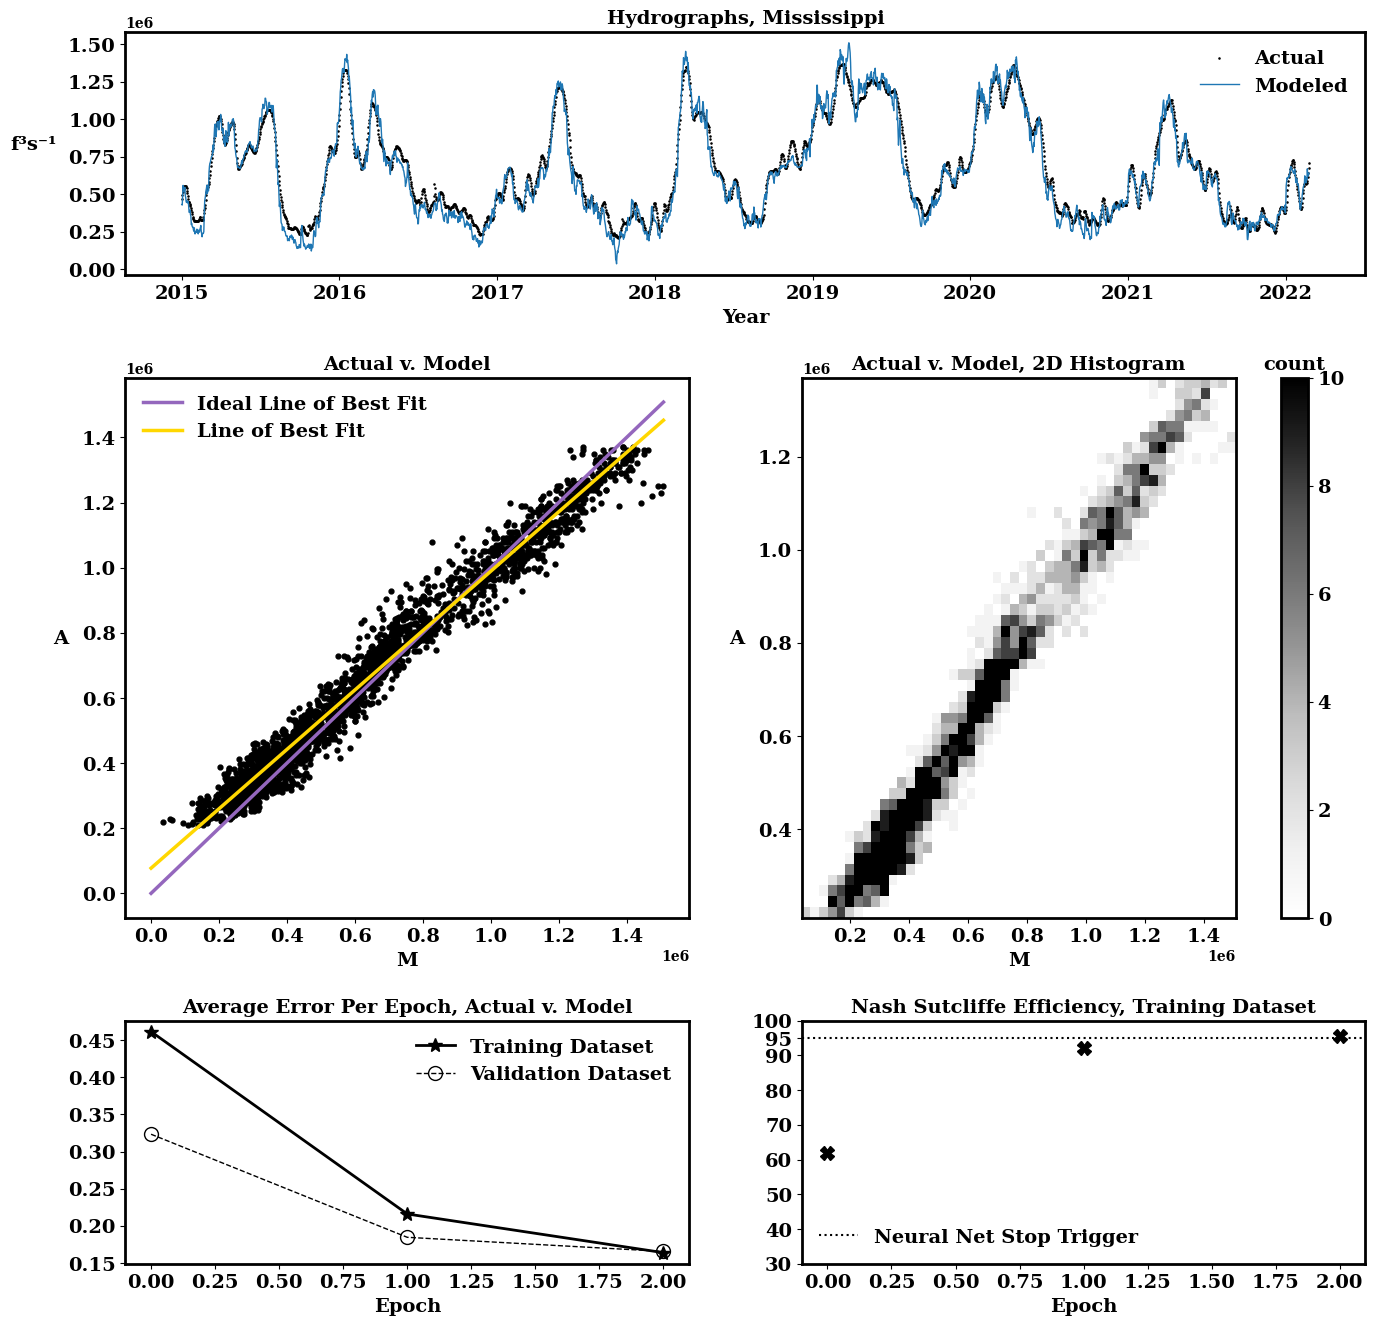 Hydrographs, Mississippi
1e6
1.50
1.25
1.00
0.75
0.50
0.25
0.00
f³s⁻¹
Actual
Modeled
2015 2016 2017 2018 2019 2020 2021 2022
Year
Actual v. Model
1e6
Ideal Line of Best Fit
Line of Best Fit
1.4
1.2
1.0
0.8
0.6
0.4
0.2
0.0
A
0.0 0.2 0.4 0.6 0.8 1.0 1.2 1.4
M
1e6
Actual v. Model, 2D Histogram
1e6
1.2
1.0
0.8
0.6
0.4
A
0.2 0.4 0.6 0.8 1.0 1.2 1.4
M
1e6
count
10
8
6
4
2
0
Average Error Per Epoch, Actual v. Model
0.45
0.40
0.35
0.30
0.25
0.20
0.15
Training Dataset
Validation Dataset
0.00 0.25 0.50 0.75 1.00 1.25 1.50 1.75 2.00
Epoch
Nash Sutcliffe Efficiency, Training Dataset
100
95
90
80
70
60
50
40
30
Neural Net Stop Trigger
0.00 0.25 0.50 0.75 1.00 1.25 1.50 1.75 2.00
Epoch